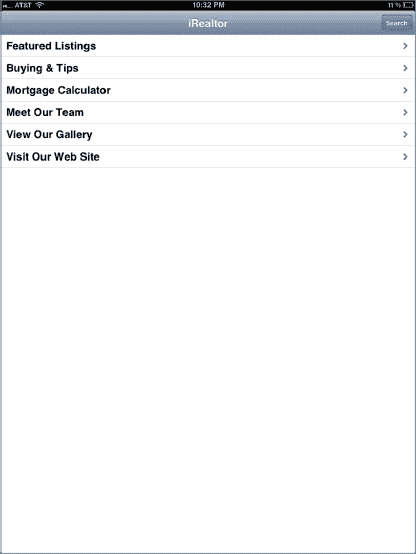 AT&T 10:32 PM 11 %
iRealtor Search
Featured Listings
Buying & Tips
Mortgage Calculator
Meet Our Team
View Our Gallery
Visit Our Web Site